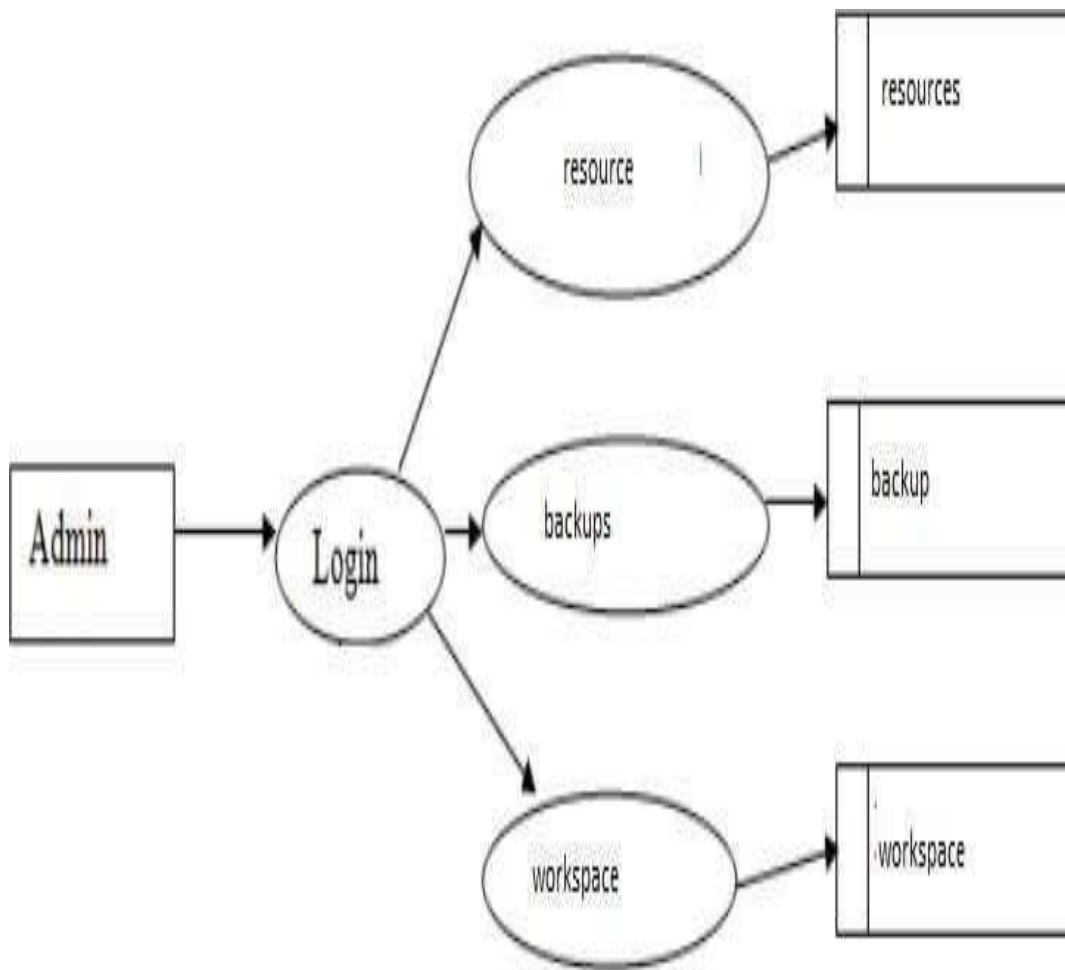 resources
resource
Admin
Login
backups
backup
workspace
workspace